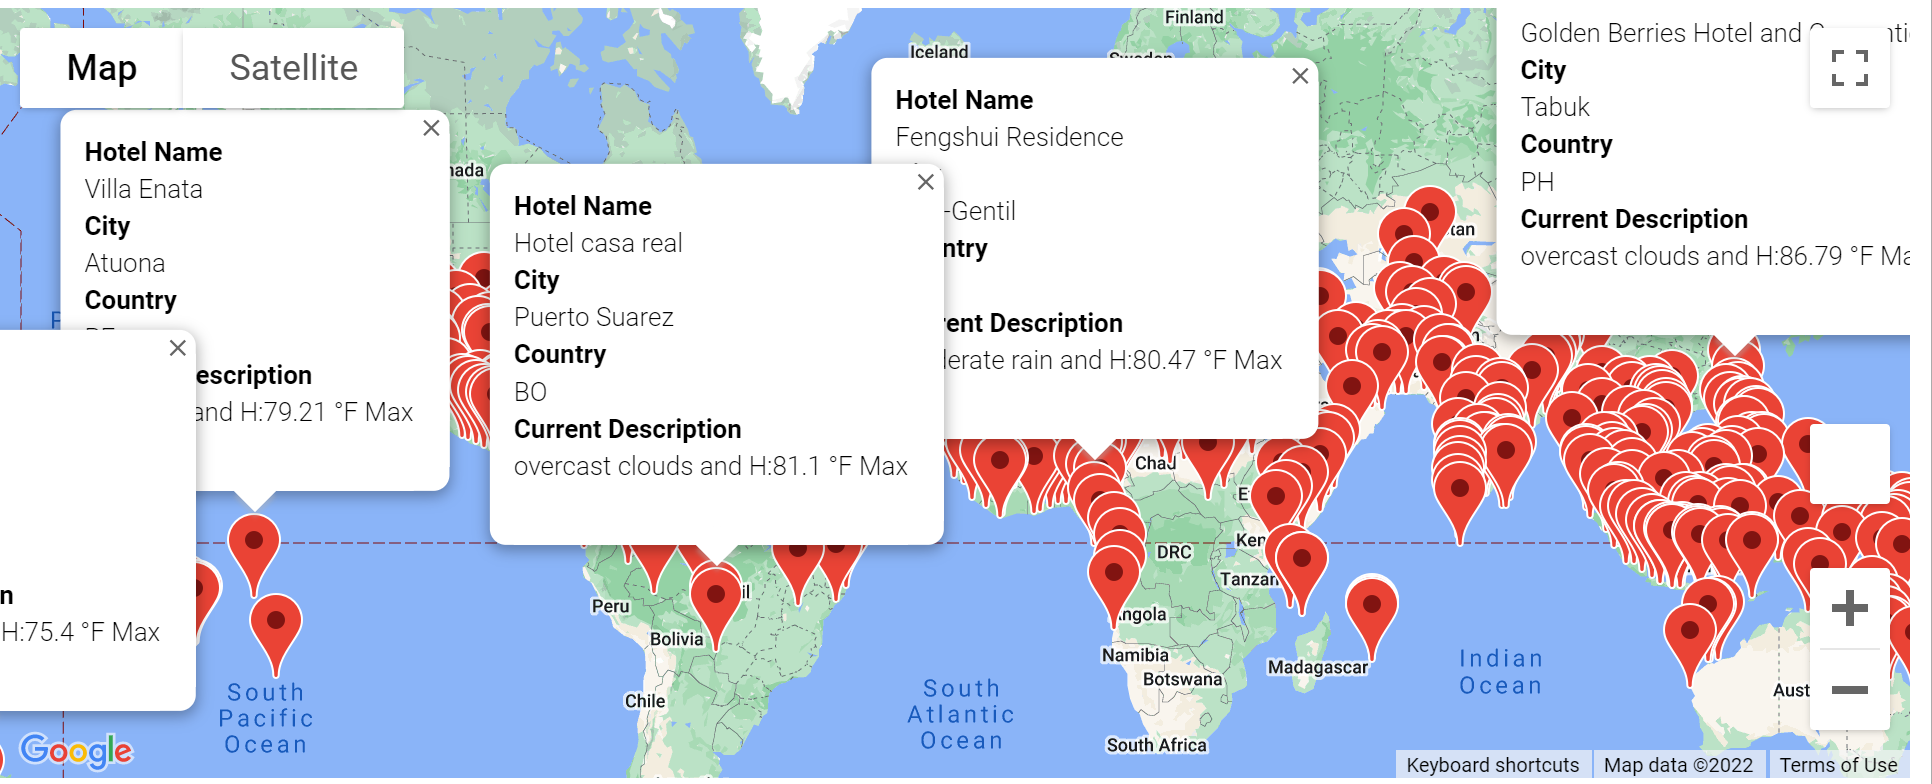 Map
Satellite
Hotel Name
Villa Enata
City
Atuona
Country
escription
and H:79.21 °F Max
n
H:75.4 °F Max
Hotel Name
Hotel casa real
City
Puerto Suarez
Country
BO
Current Description
overcast clouds and H:81.1 °F Max
Hotel Name
Fengshui Residence
-Gentil
ntry
rent Description
lerate rain and H:80.47 °F Max
Golden Berries Hotel and
City
Tabuk
Country
PH
Current Description
overcast clouds and H:86.79 °F Ma
Finland
Iceland
nada
tan
Chad
DRC
Ken
Tanzan
Angola
Namibia
Botswana
Madagascar
South Africa
Peru
Bolivia
il
Chile
Aust
South
Pacific
Ocean
South
Atlantic
Ocean
Indian
Ocean
Google
Keyboard shortcuts
Map data ©2022
Terms of Use